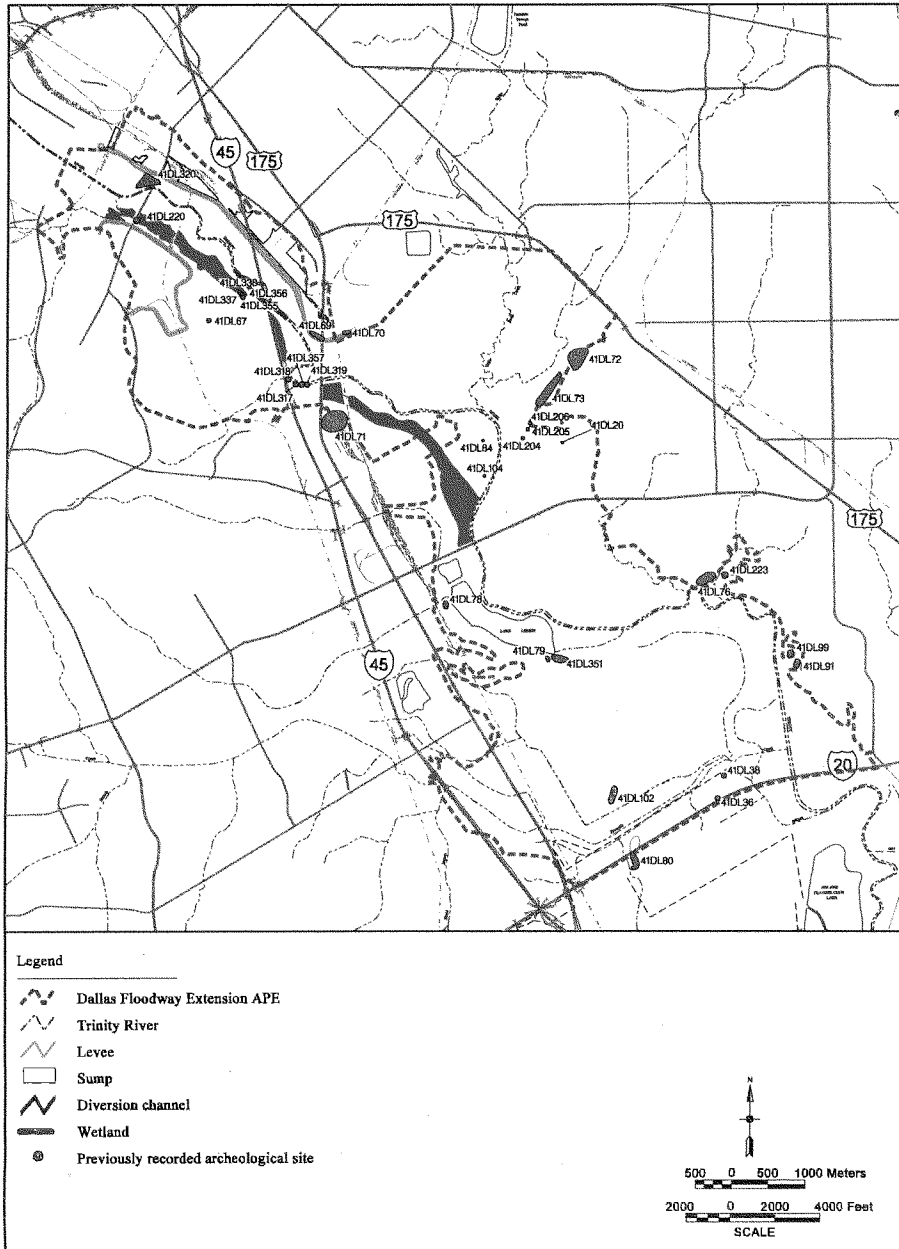 45
175
175
41DL320
41DL220
41DL338
41DL337
41DL356
41DL355
41DL67
41DL69
41DL70
41DL357
41DL318
41DL319
41DL317
41DL71
41DL72
41DL73
41DL206
41DL205
41DL20
41DL84
41DL204
41DL104
175
41DL223
41DL76
41DL78
41DL79
41DL351
41DL99
41DL91
45
20
41DL38
41DL102
41DL36
41DL80
Legend
Dallas Floodway Extension APE
Trinity River
Levee
Sump
Diversion channel
Wetland
Previously recorded archeological site
N
500 0 500 1000 Meters
2000 0 2000 4000 Feet
SCALE